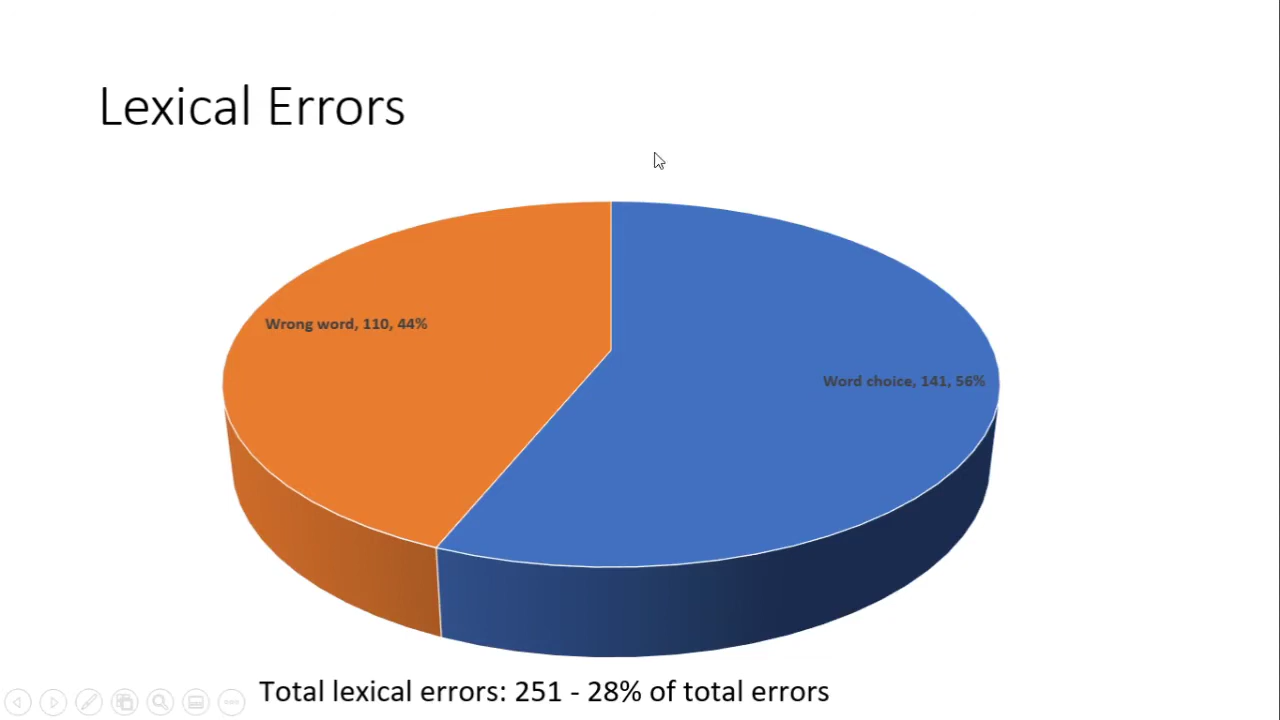 Lexical Errors
Wrong word, 110, 44%
Word choice, 141, 56%
Total lexical errors: 251 - 28% of total errors